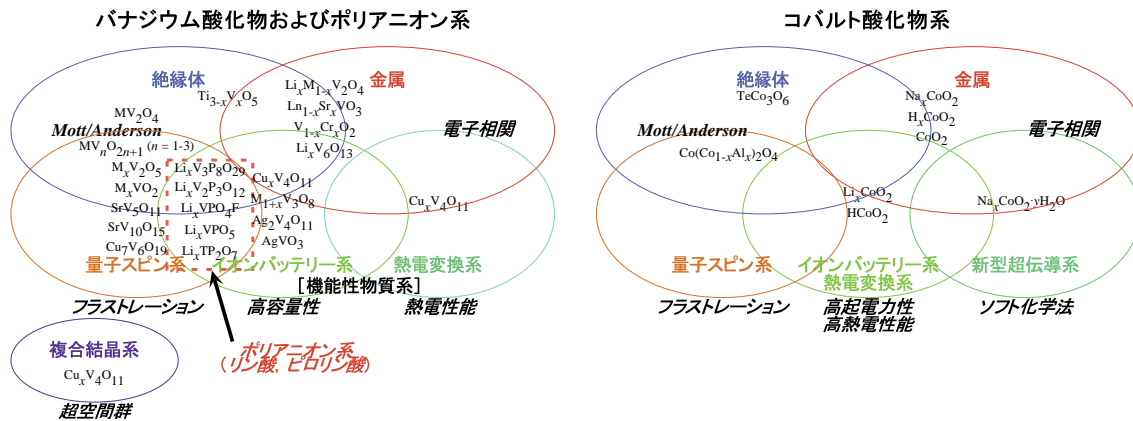 バナジウム酸化物およびポリアニオン系
絶縁体
金属
Ti3-xVxO5
LixM1-xV2O4
Ln1-xSrxVO3
V1-xCrxO2
LixV6O13
MV2O4
Mott/Anderson
MVnO2n+1 (n = 1-3)
電子相関
MxV2O5
MxVO2
SrV5O11
SrV10O15
Cu7V6O19
LixV3P8O29
LixV2P3O12
LixVPO4F
LixVPO5
LixTP2O7
CuxV4O11
M1+xV3O8
Ag2V4O11
AgVO3
CuxV4O11
量子スピン系
イオンバッテリー系
熱電変換系
[機能性物質系]
フラストレーション
高容量性
熱電性能
ポリアニオン系
(リン酸, ピロリン酸)
複合結晶系
CuxV4O11
超空間群
コバルト酸化物系
絶縁体
金属
TeCo3O6
NaxCoO2
HxCoO2
CoO2
Mott/Anderson
電子相関
Co(Co1-xAlx)2O4
LixCoO2
HCoO2
NaxCoO2·yH2O
量子スピン系
イオンバッテリー系
熱電変換系
新型超伝導系
フラストレーション
高起電力性
高熱電性能
ソフト化学法